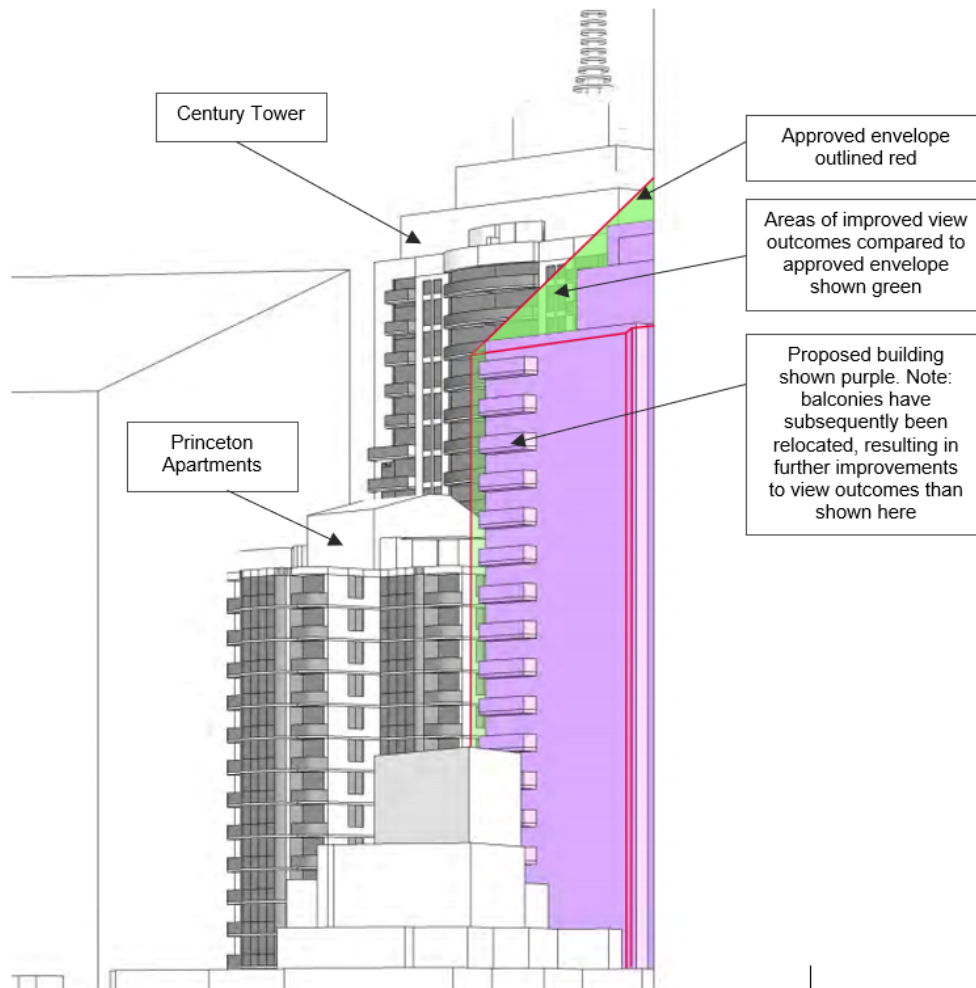 Century Tower
Approved envelope
outlined red
Areas of improved view
outcomes compared to
approved envelope
shown green
Proposed building
shown purple. Note:
balconies have
subsequently been
relocated, resulting in
further improvements
to view outcomes than
shown here
Princeton
Apartments